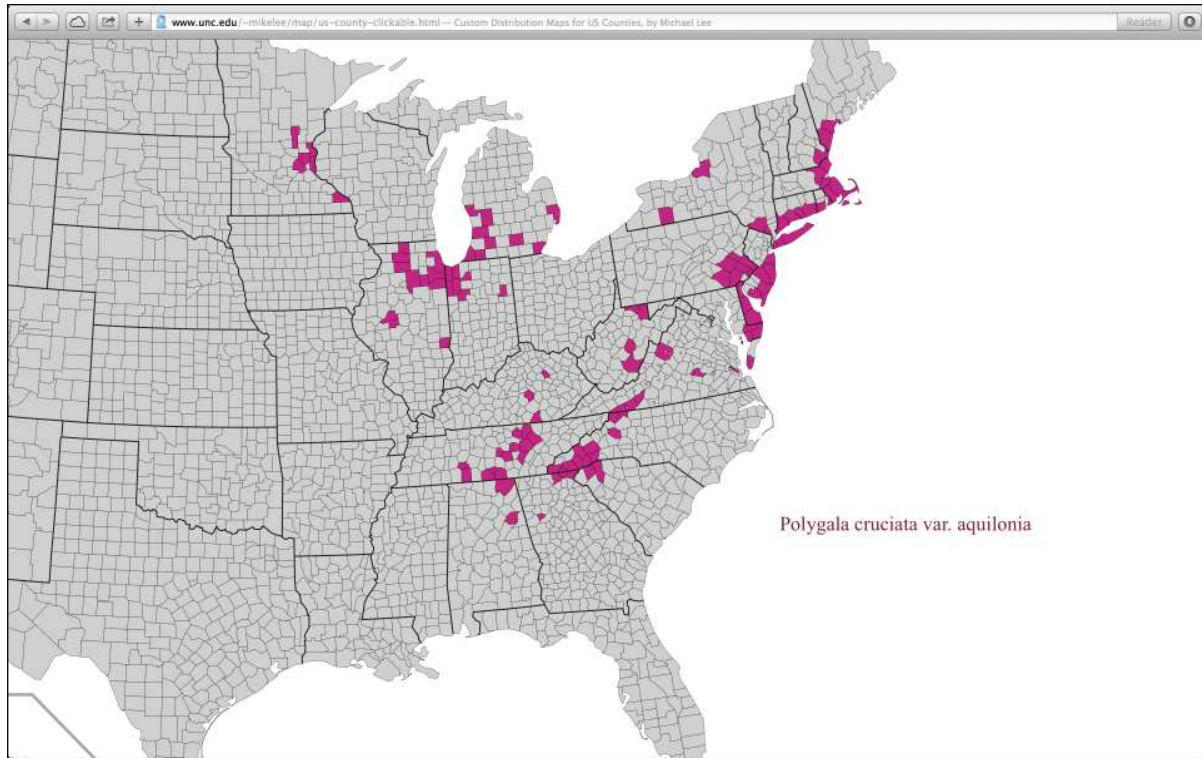 www.unc.edu/~mikelee/map/us-county-clickable.html — Custom Distribution Maps for US Counties, by Michael Lee
Reader
Polygala cruciata var. aquilonia